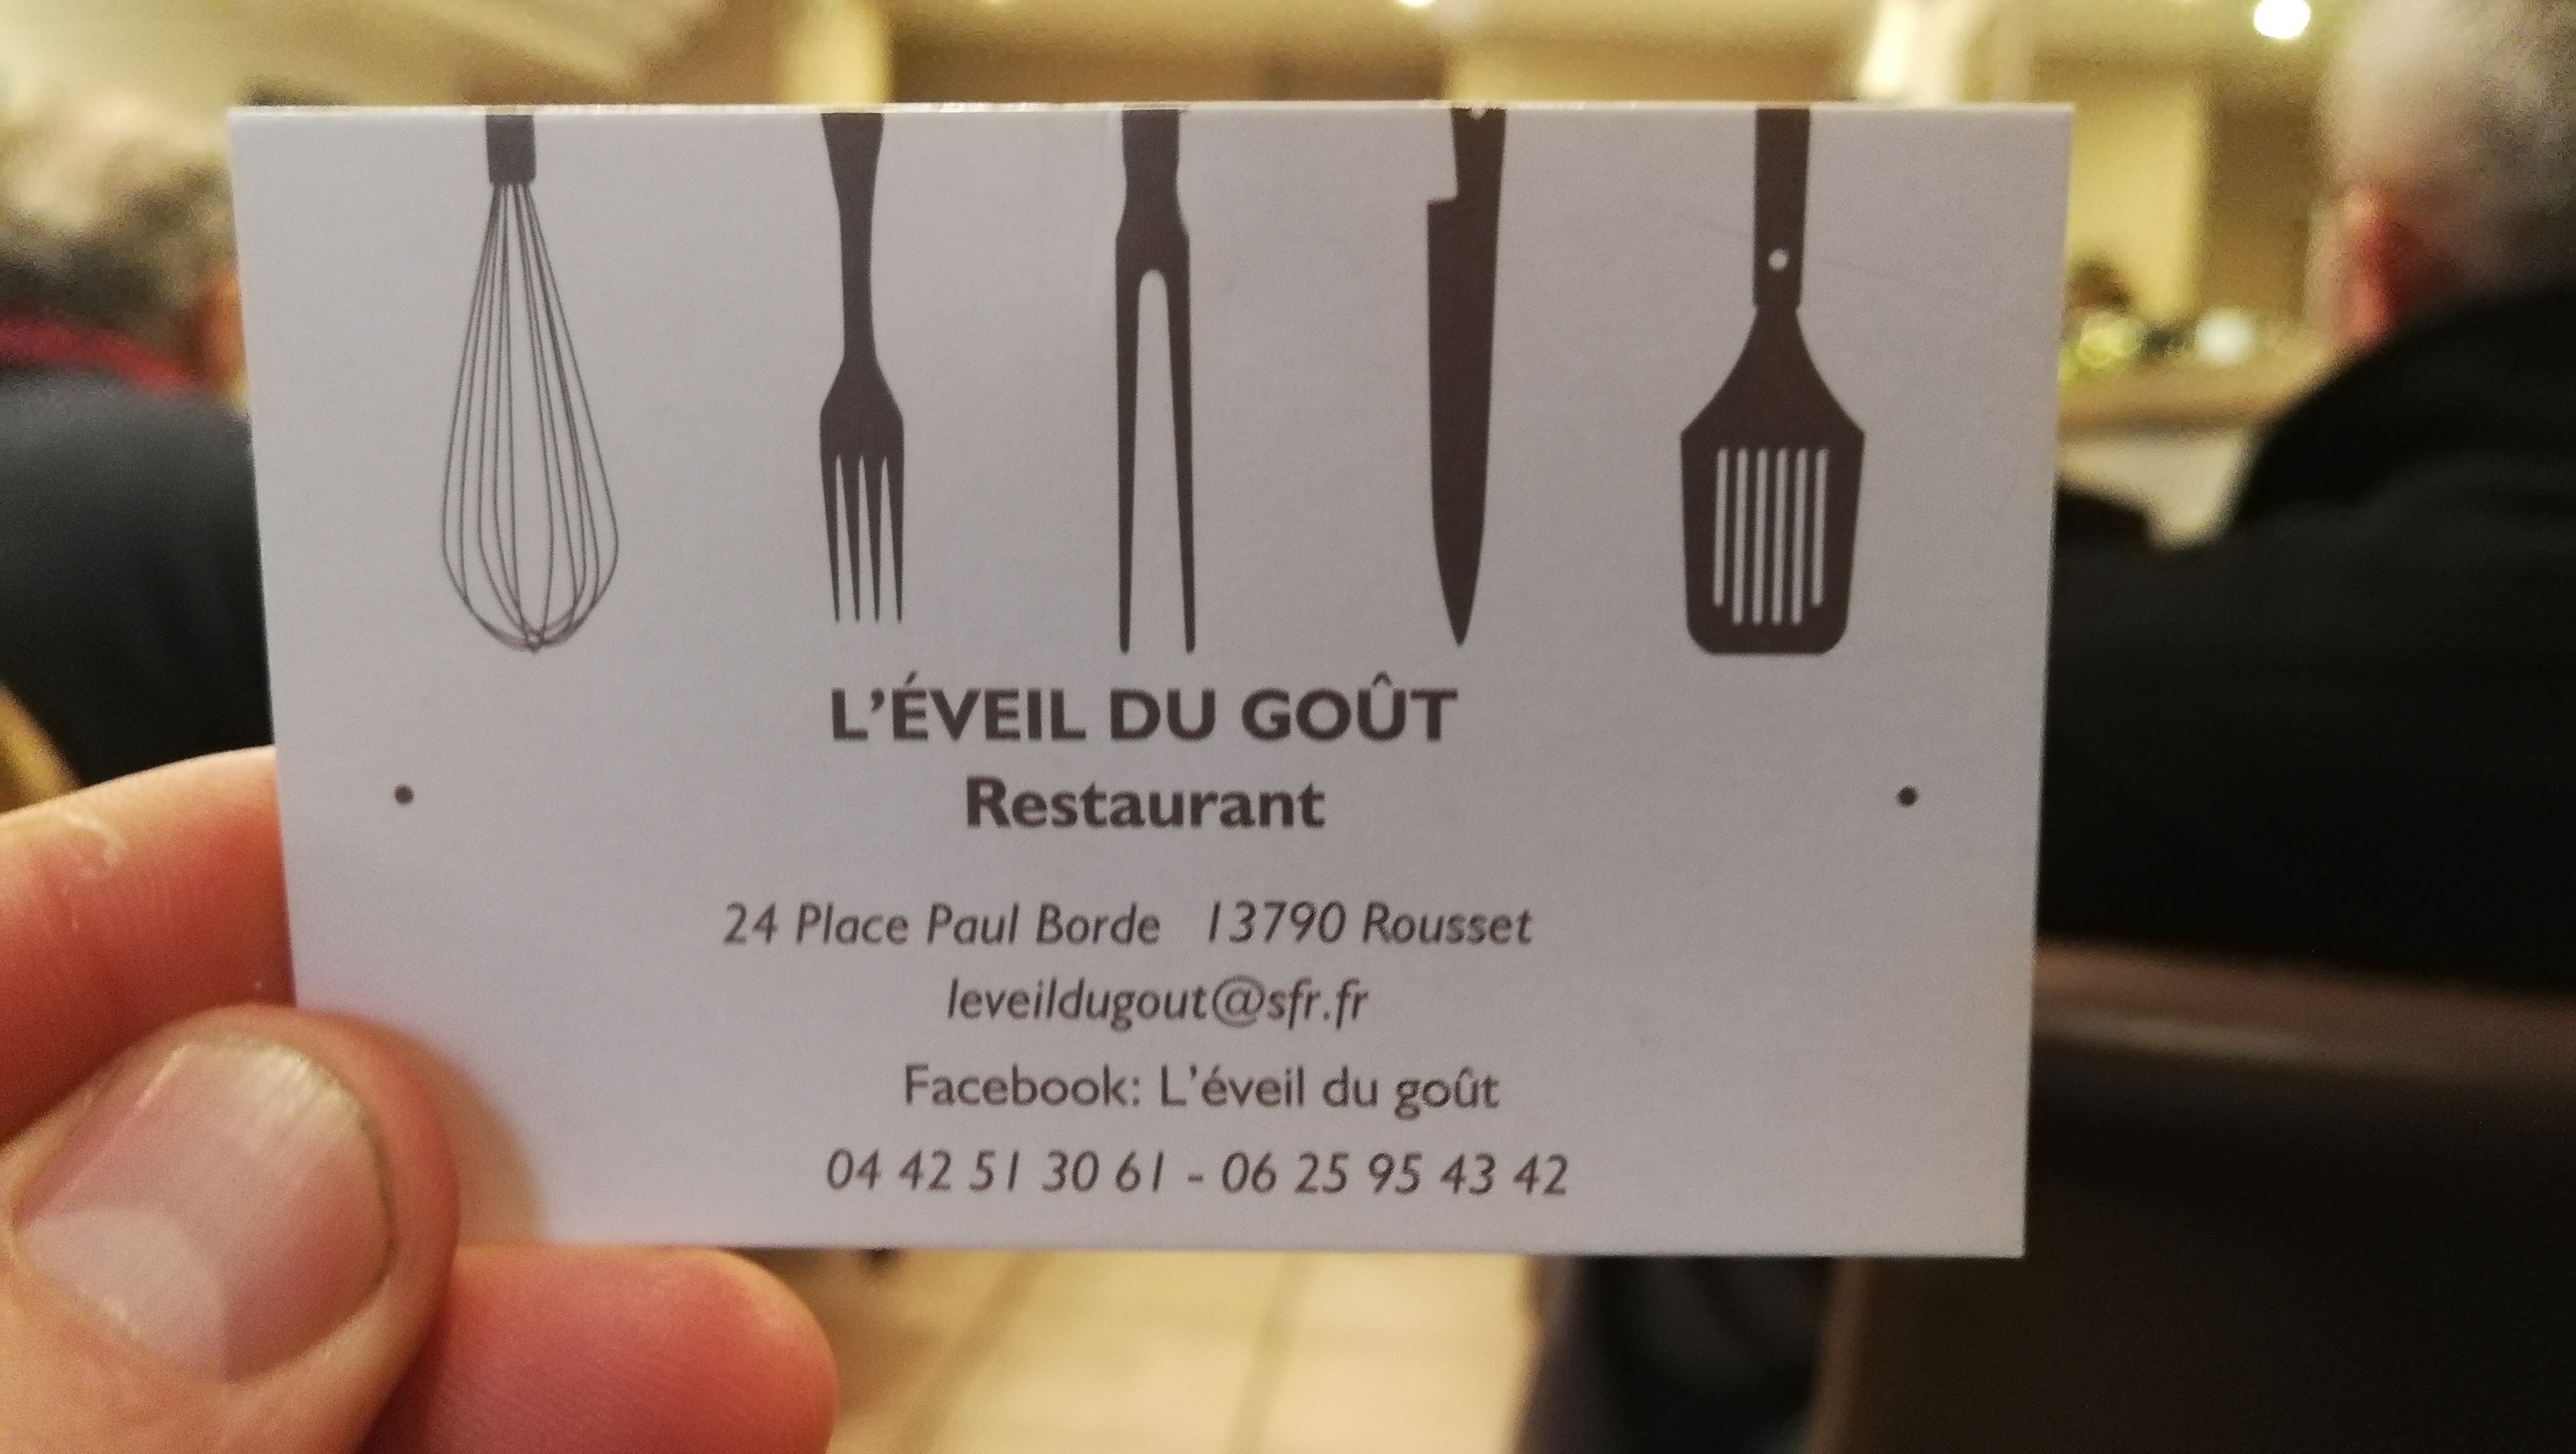 L'ÉVEIL DU GOÛT
Restaurant
24 Place Paul Borde 13790 Rousset
leveildugout@sfr.fr
Facebook: L'éveil du goût
04 42 51 30 61 - 06 25 95 43 42